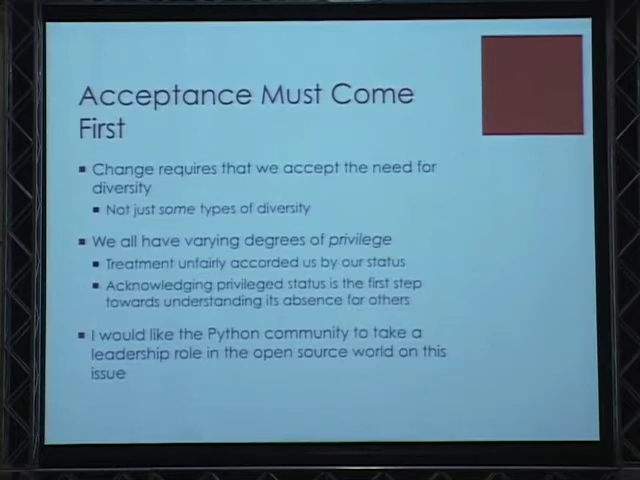 Acceptance Must Come
First
▪ Change requires that we accept the need for
diversity
▪ Not just some types of diversity
▪ We all have varying degrees of privilege
▪ Treatment unfairly accorded us by our status
▪ Acknowledging privileged status is the first step
towards understanding its absence for others
▪ I would like the Python community to take a
leadership role in the open source world on this
issue